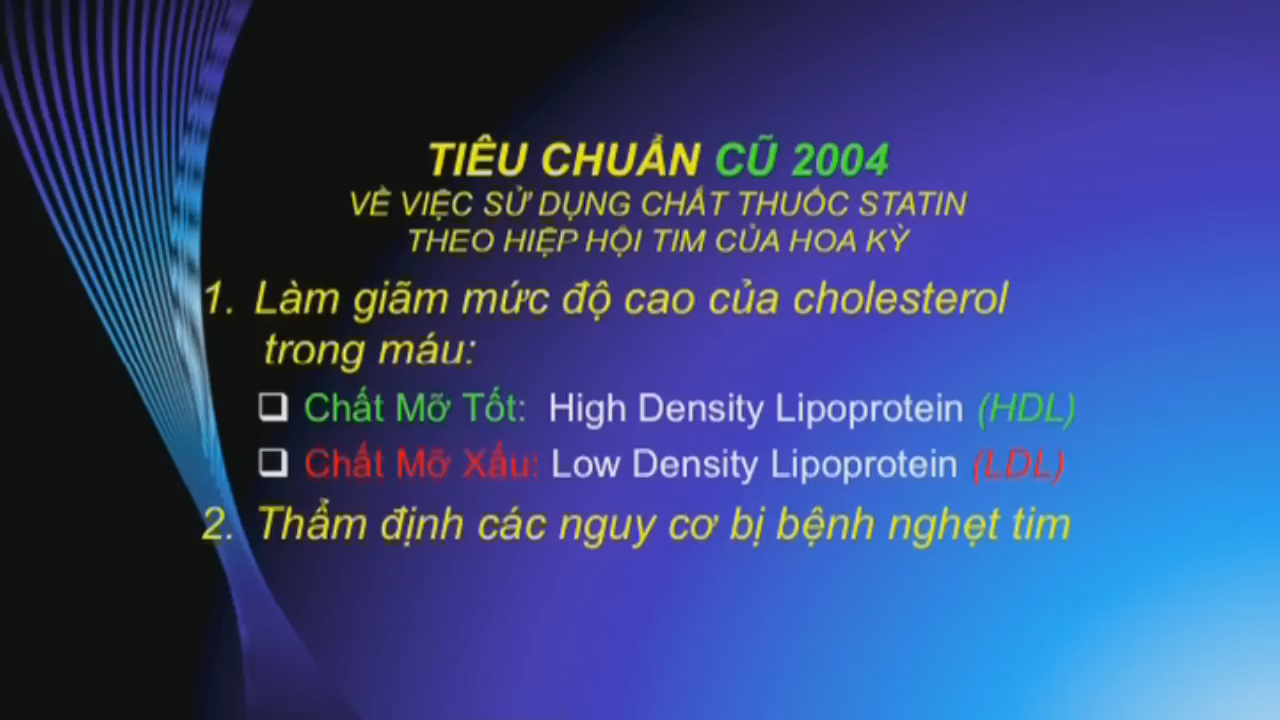 TIÊU CHUẨN CŨ 2004
VỀ VIỆC SỬ DỤNG CHẤT THUỐC STATIN
THEO HIỆP HỘI TIM CỦA HOA KỲ
1. Làm giãm mức độ cao của cholesterol
trong máu:
❑ Chất Mỡ Tốt: High Density Lipoprotein (HDL)
❑ Chất Mỡ Xấu: Low Density Lipoprotein (LDL)
2. Thẩm định các nguy cơ bị bệnh nghẹt tim